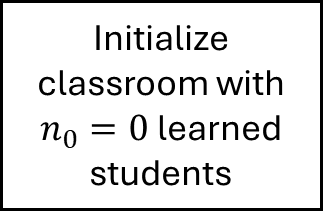 Initialize
classroom with
𝑛₀ = 0 learned
students